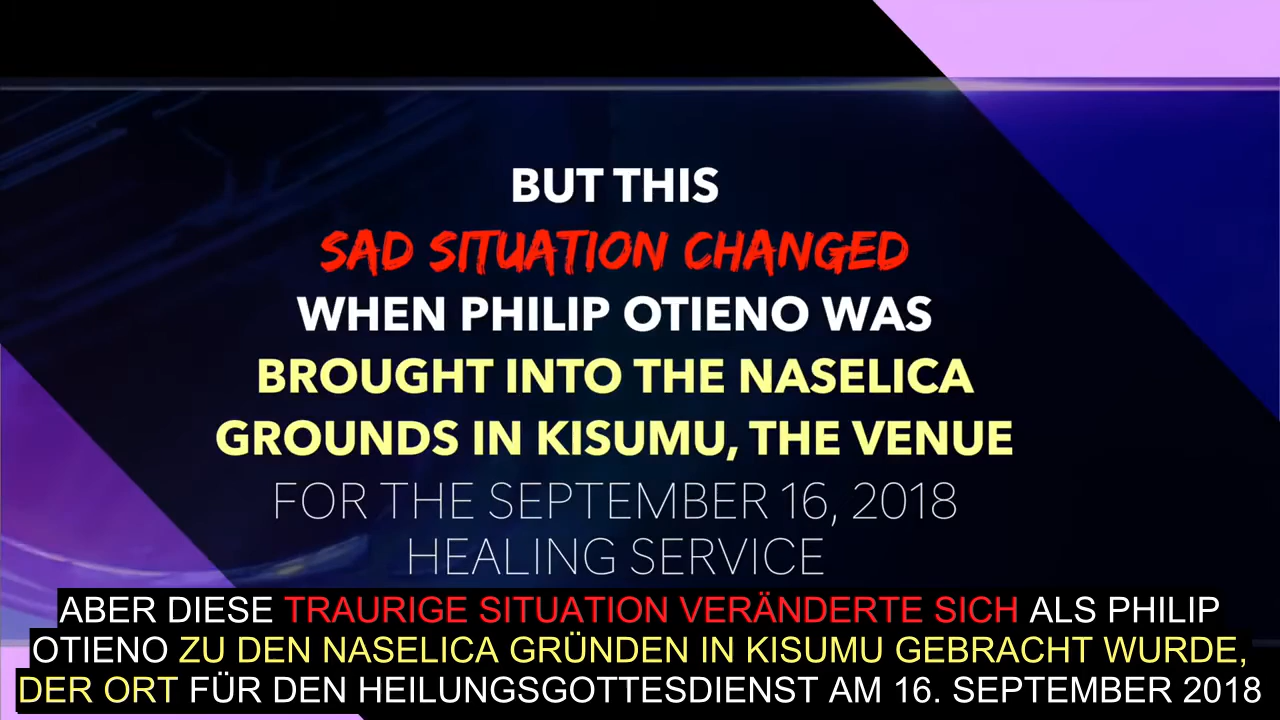 BUT THIS
SAD SITUATION CHANGED
WHEN PHILIP OTIENO WAS
BROUGHT INTO THE NASELICA
GROUNDS IN KISUMU, THE VENUE
FOR THE SEPTEMBER 16, 2018
HEALING SERVICE
ABER DIESE TRAURIGE SITUATION VERÄNDERTE SICH ALS PHILIP
OTIENO ZU DEN NASELICA GRÜNDEN IN KISUMU GEBRACHT WURDE,
DER ORT FÜR DEN HEILUNGSGOTTESDIENST AM 16. SEPTEMBER 2018